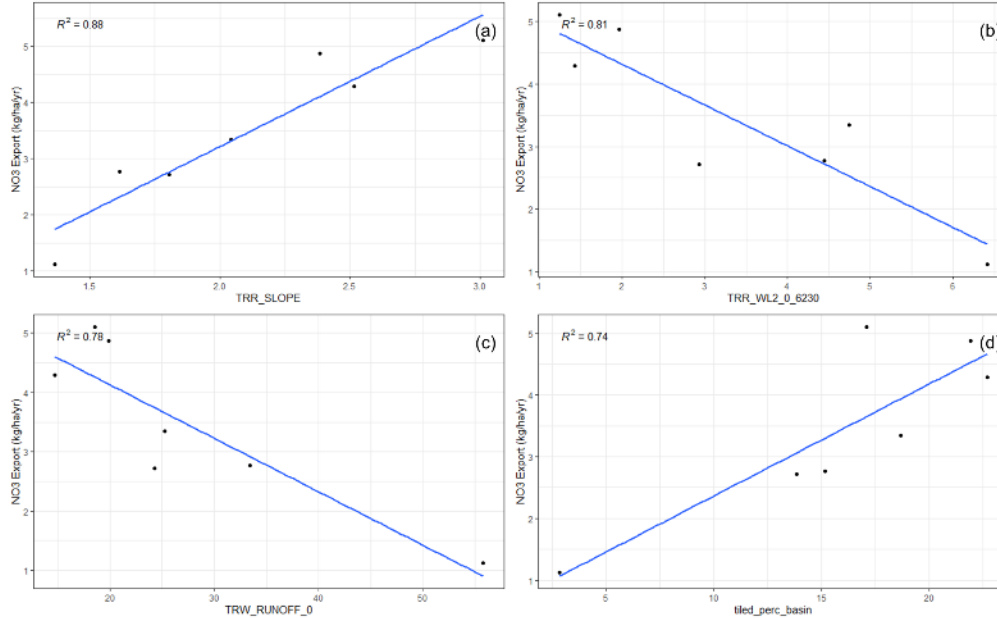 R² = 0.88
(a)
NO3 Export (kg/ha/yr)
5
4
3
2
1
1.5
2.0
2.5
3.0
TRR_SLOPE
R² = 0.81
(b)
NO3 Export (kg/ha/yr)
5
4
3
2
1
1
2
3
4
5
6
TRR_WL2_0_6230
R² = 0.78
(c)
NO3 Export (kg/ha/yr)
5
4
3
2
1
20
30
40
50
TRW_RUNOFF_0
R² = 0.74
(d)
NO3 Export (kg/ha/yr)
5
4
3
2
1
5
10
15
20
tiled_perc_basin